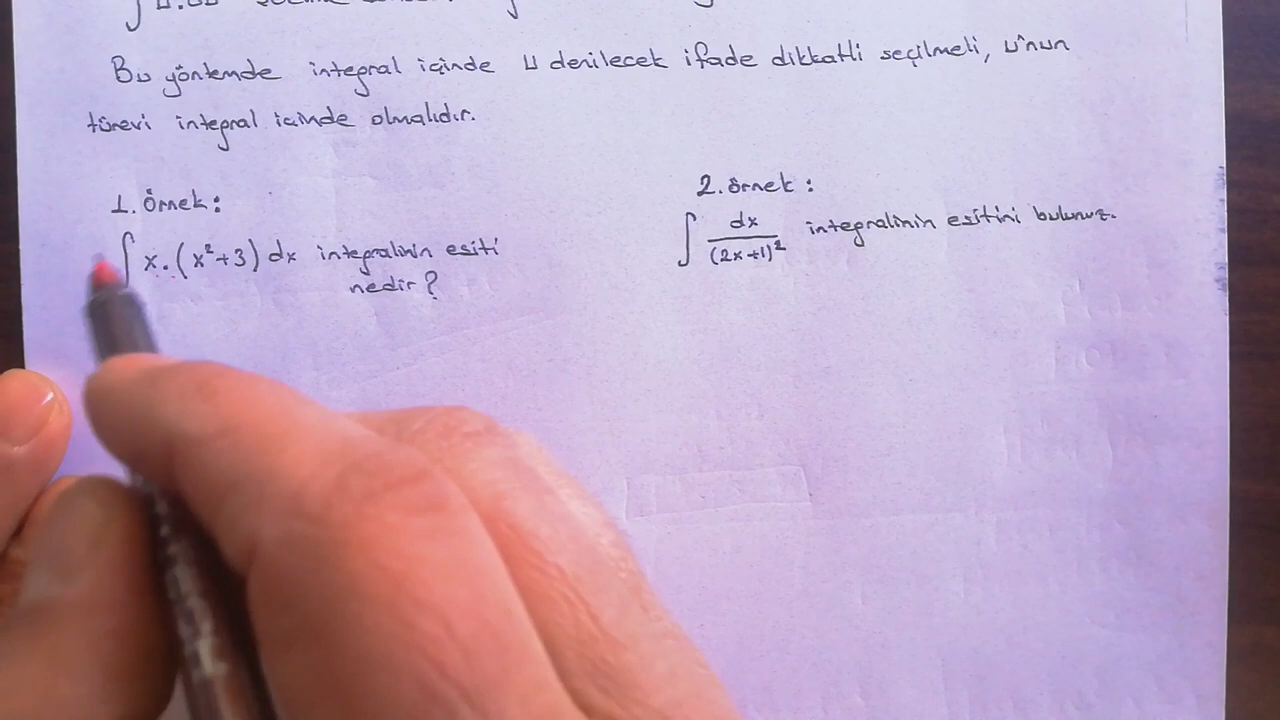 Bu yöntemde integral içinde u denilecek ifade dikkatli seçilmeli, u'nun
türevi integral içinde olmalıdır.
1. Örnek:
∫ x.(x²+3) dx integralinin eşiti
nedir?
2. örnek:
∫ dx/(2x+1)² integralinin eşitini bulunuz.